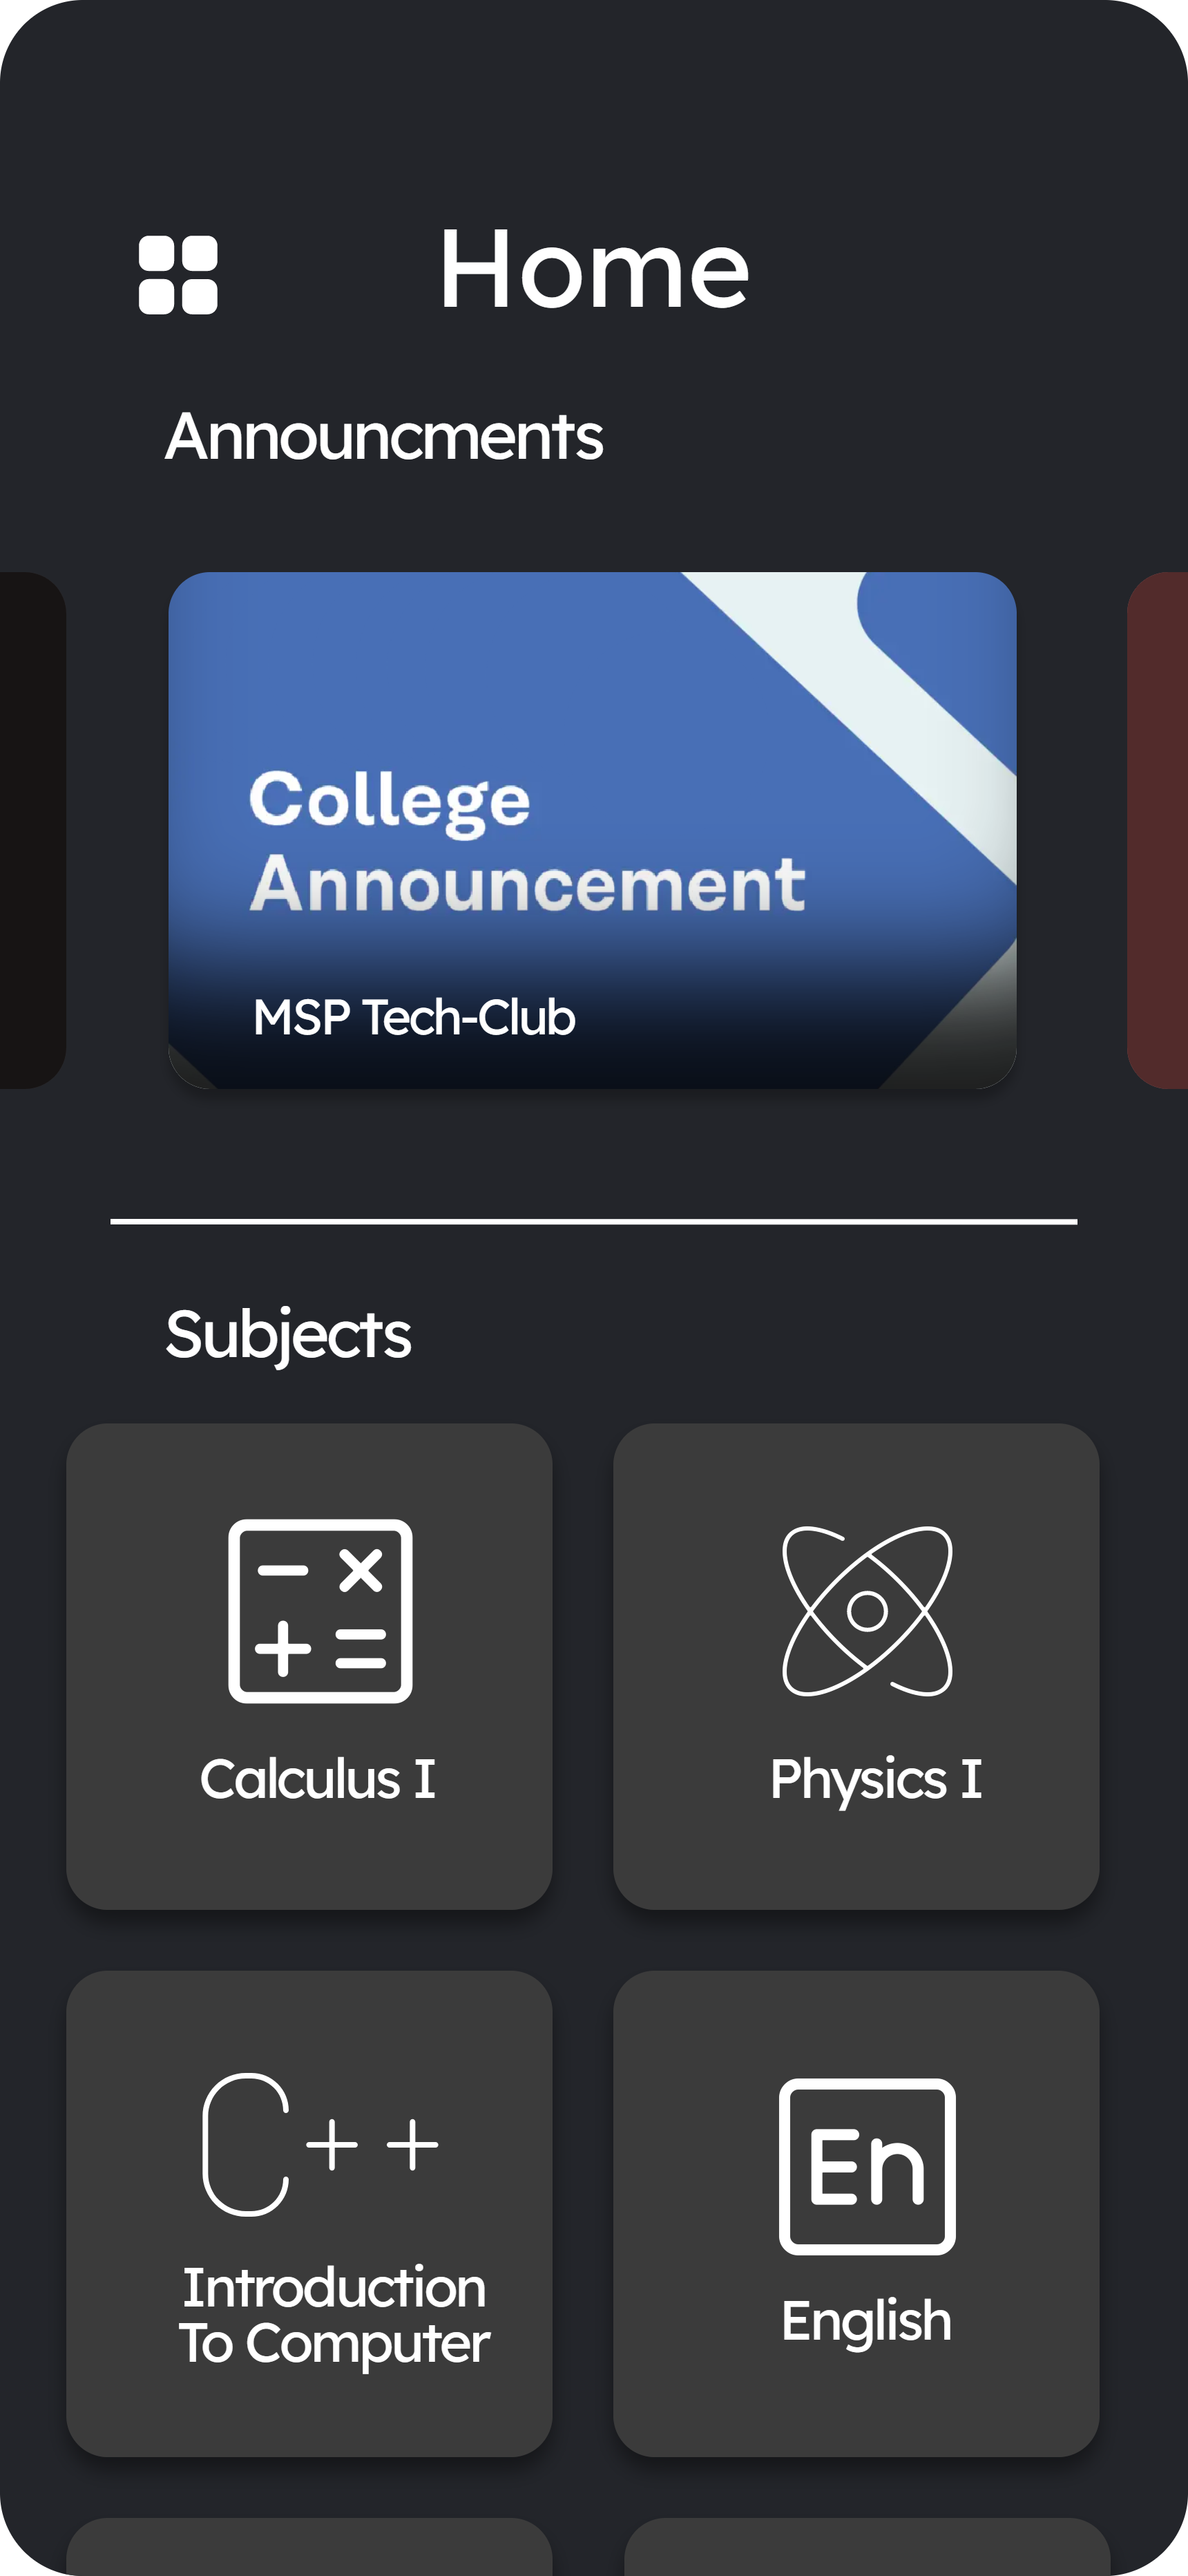 Home
Announcments
College
Announcement
MSP Tech-Club
Subjects
Calculus I
Physics I
C++
Introduction
To Computer
En
English